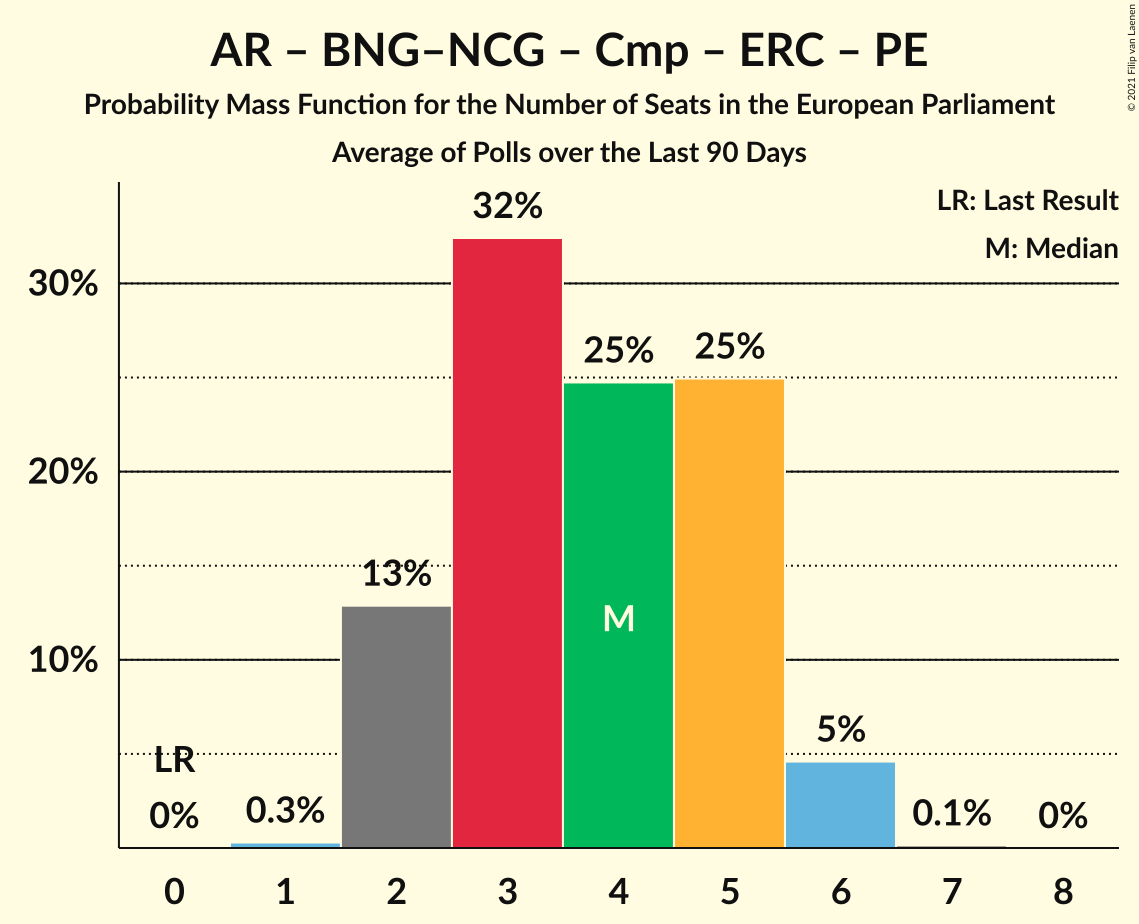 AR – BNG–NCG – Cmp – ERC – PE
Probability Mass Function for the Number of Seats in the European Parliament
Average of Polls over the Last 90 Days
© 2021 Filip van Laenen
LR: Last Result
M: Median
32%
30%
25%
25%
20%
13%
M
10%
5%
LR
0%
0.3%
0.1%
0%
0 1 2 3 4 5 6 7 8